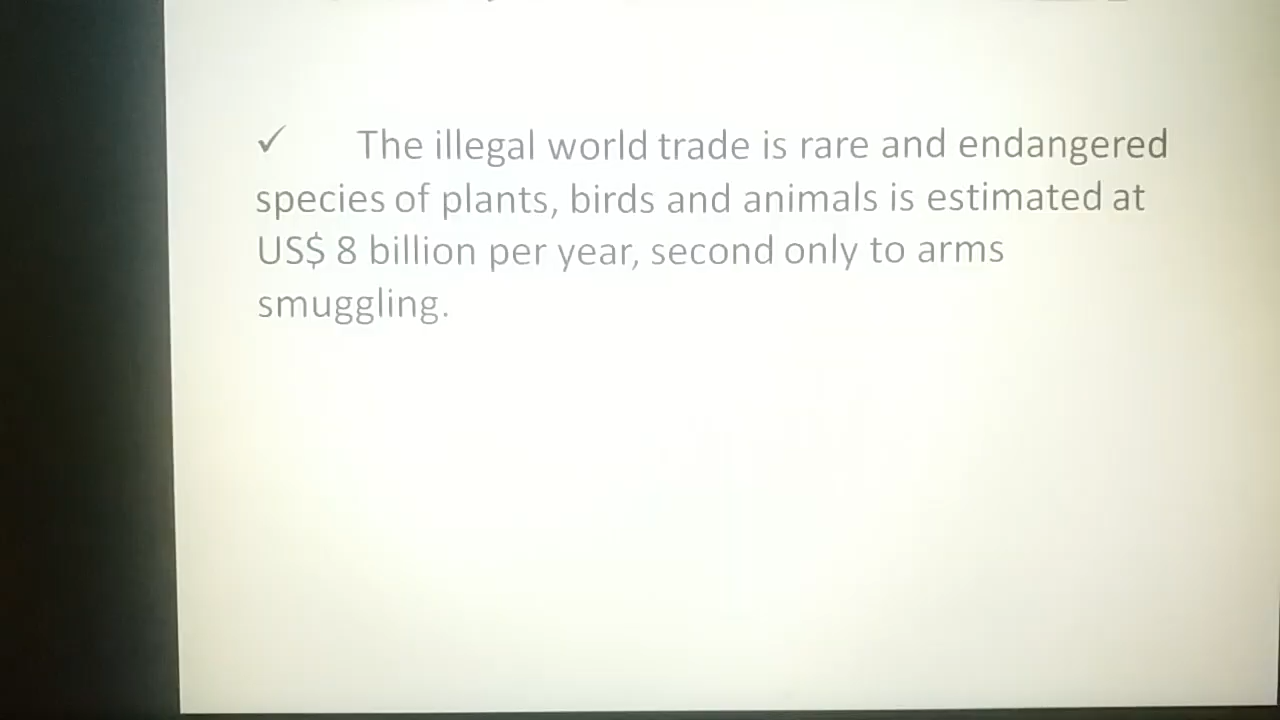 ✓ The illegal world trade is rare and endangered
species of plants, birds and animals is estimated at
US$ 8 billion per year, second only to arms
smuggling.